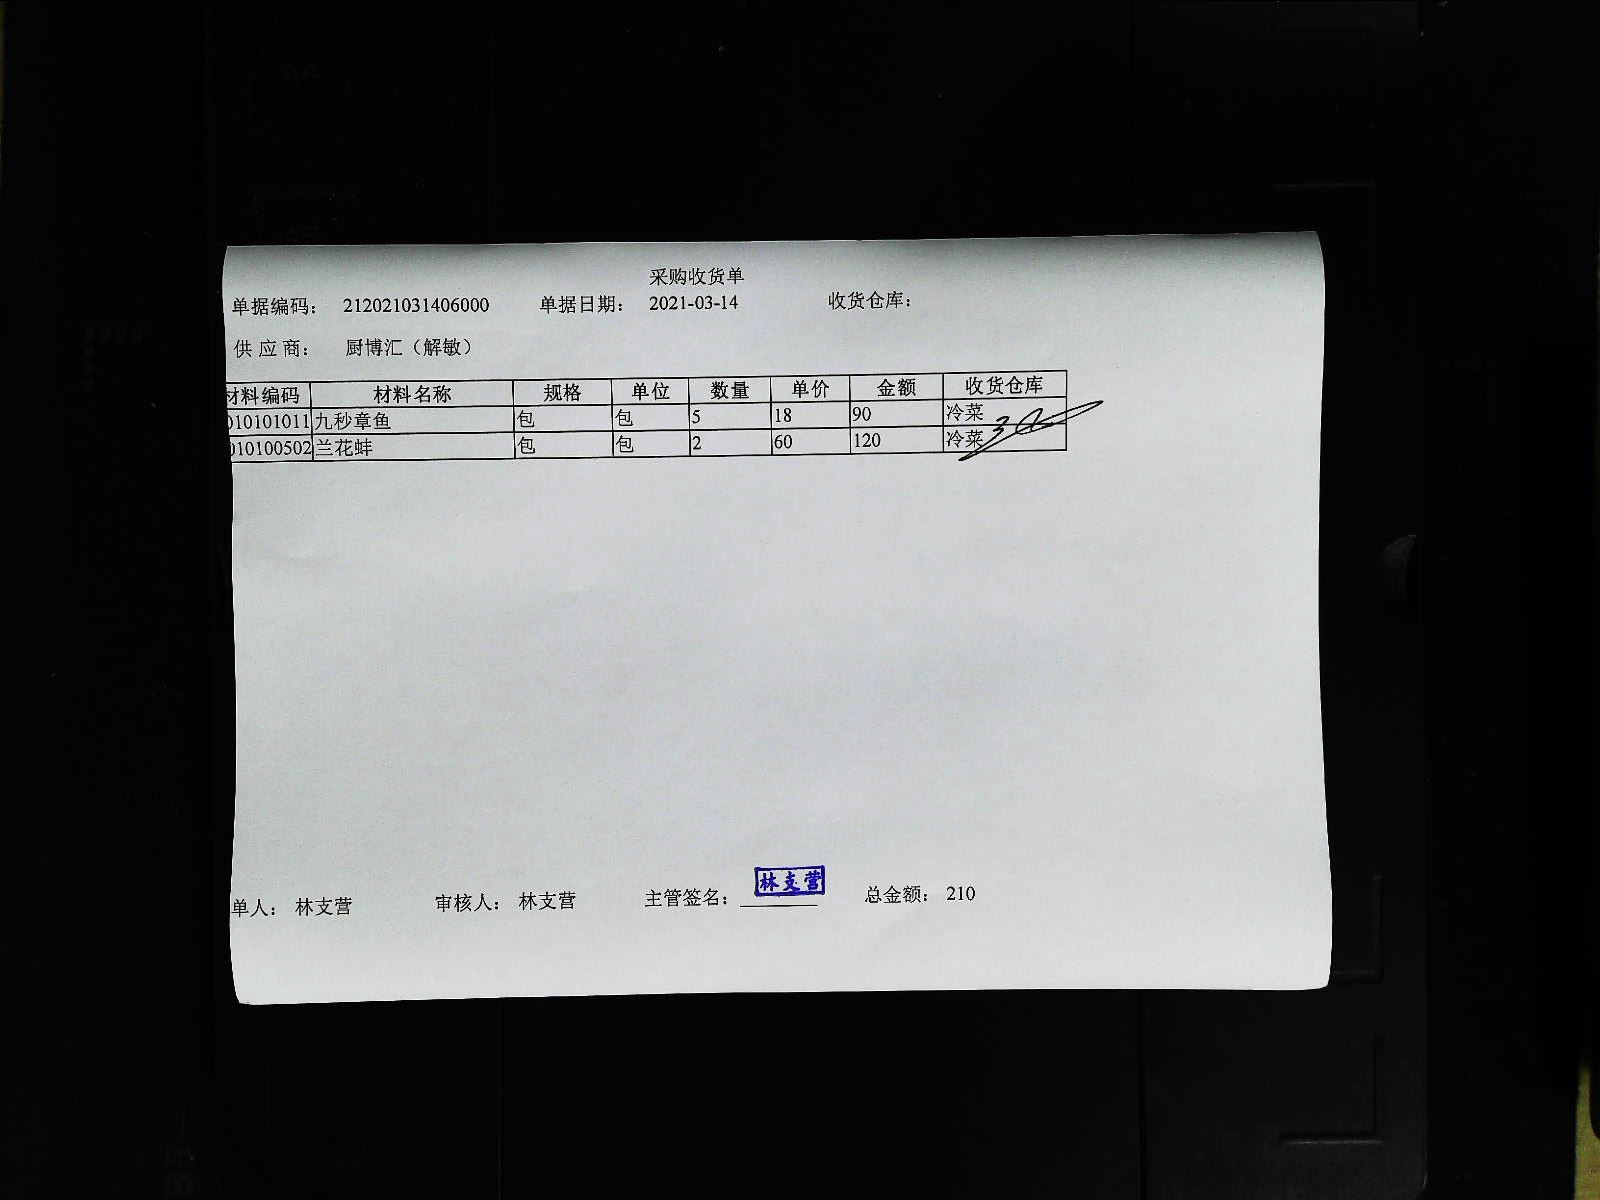 采购收货单
单据编码： 212021031406000 单据日期： 2021-03-14 收货仓库：
供应商： 厨博汇（解敏）
材料编码 材料名称 规格 单位 数量 单价 金额 收货仓库
010101011 九秒章鱼 包 包 5 18 90 冷菜
010100502 兰花蚌 包 包 2 60 120 冷菜
单人： 林支营 审核人： 林支营 主管签名： 林支营 总金额： 210